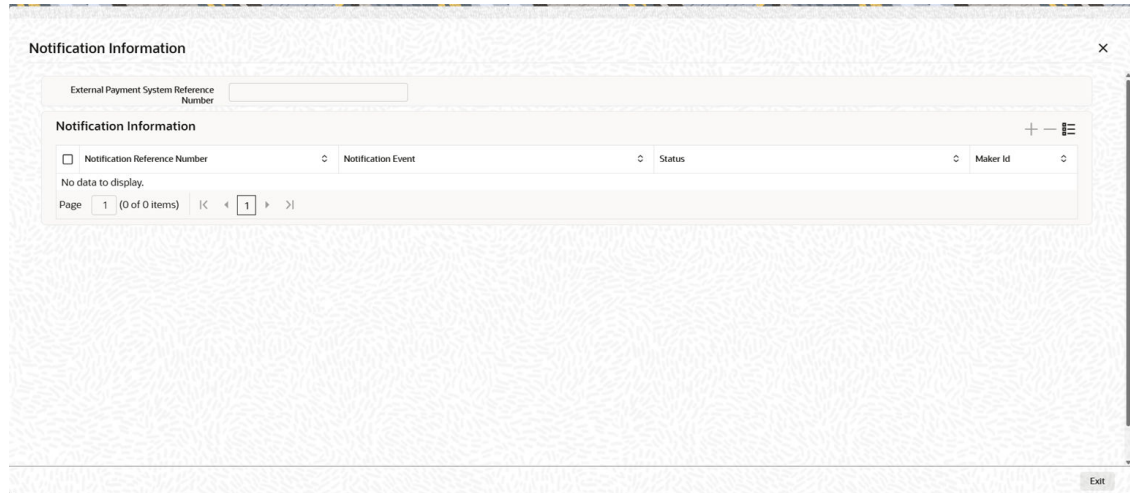 Notification Information
External Payment System Reference
Number
Notification Information
Notification Reference Number Notification Event Status Maker Id
No data to display.
Page 1 (0 of 0 items) 1
Exit